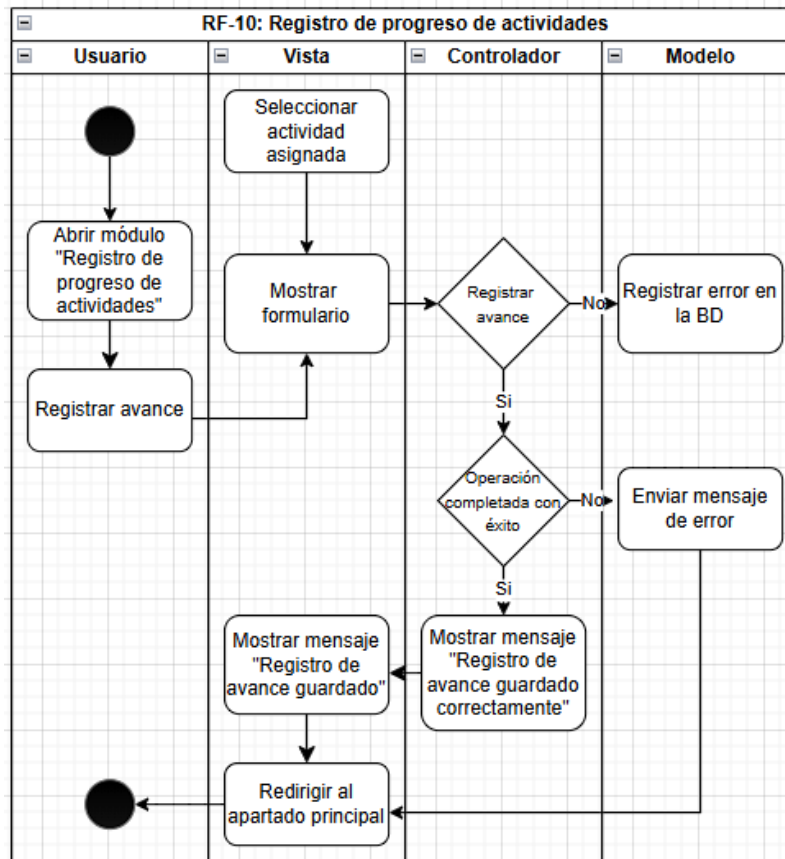 RF-10: Registro de progreso de actividades
Usuario
Vista
Controlador
Modelo
Seleccionar
actividad
asignada
Abrir módulo
"Registro de
progreso de
actividades"
Mostrar
formulario
Registrar
avance
No
Registrar error en
la BD
Registrar avance
Si
Operación
completada con
éxito
No
Enviar mensaje
de error
Si
Mostrar mensaje
"Registro de
avance guardado"
Mostrar mensaje
"Registro de
avance guardado
correctamente"
Redirigir al
apartado principal